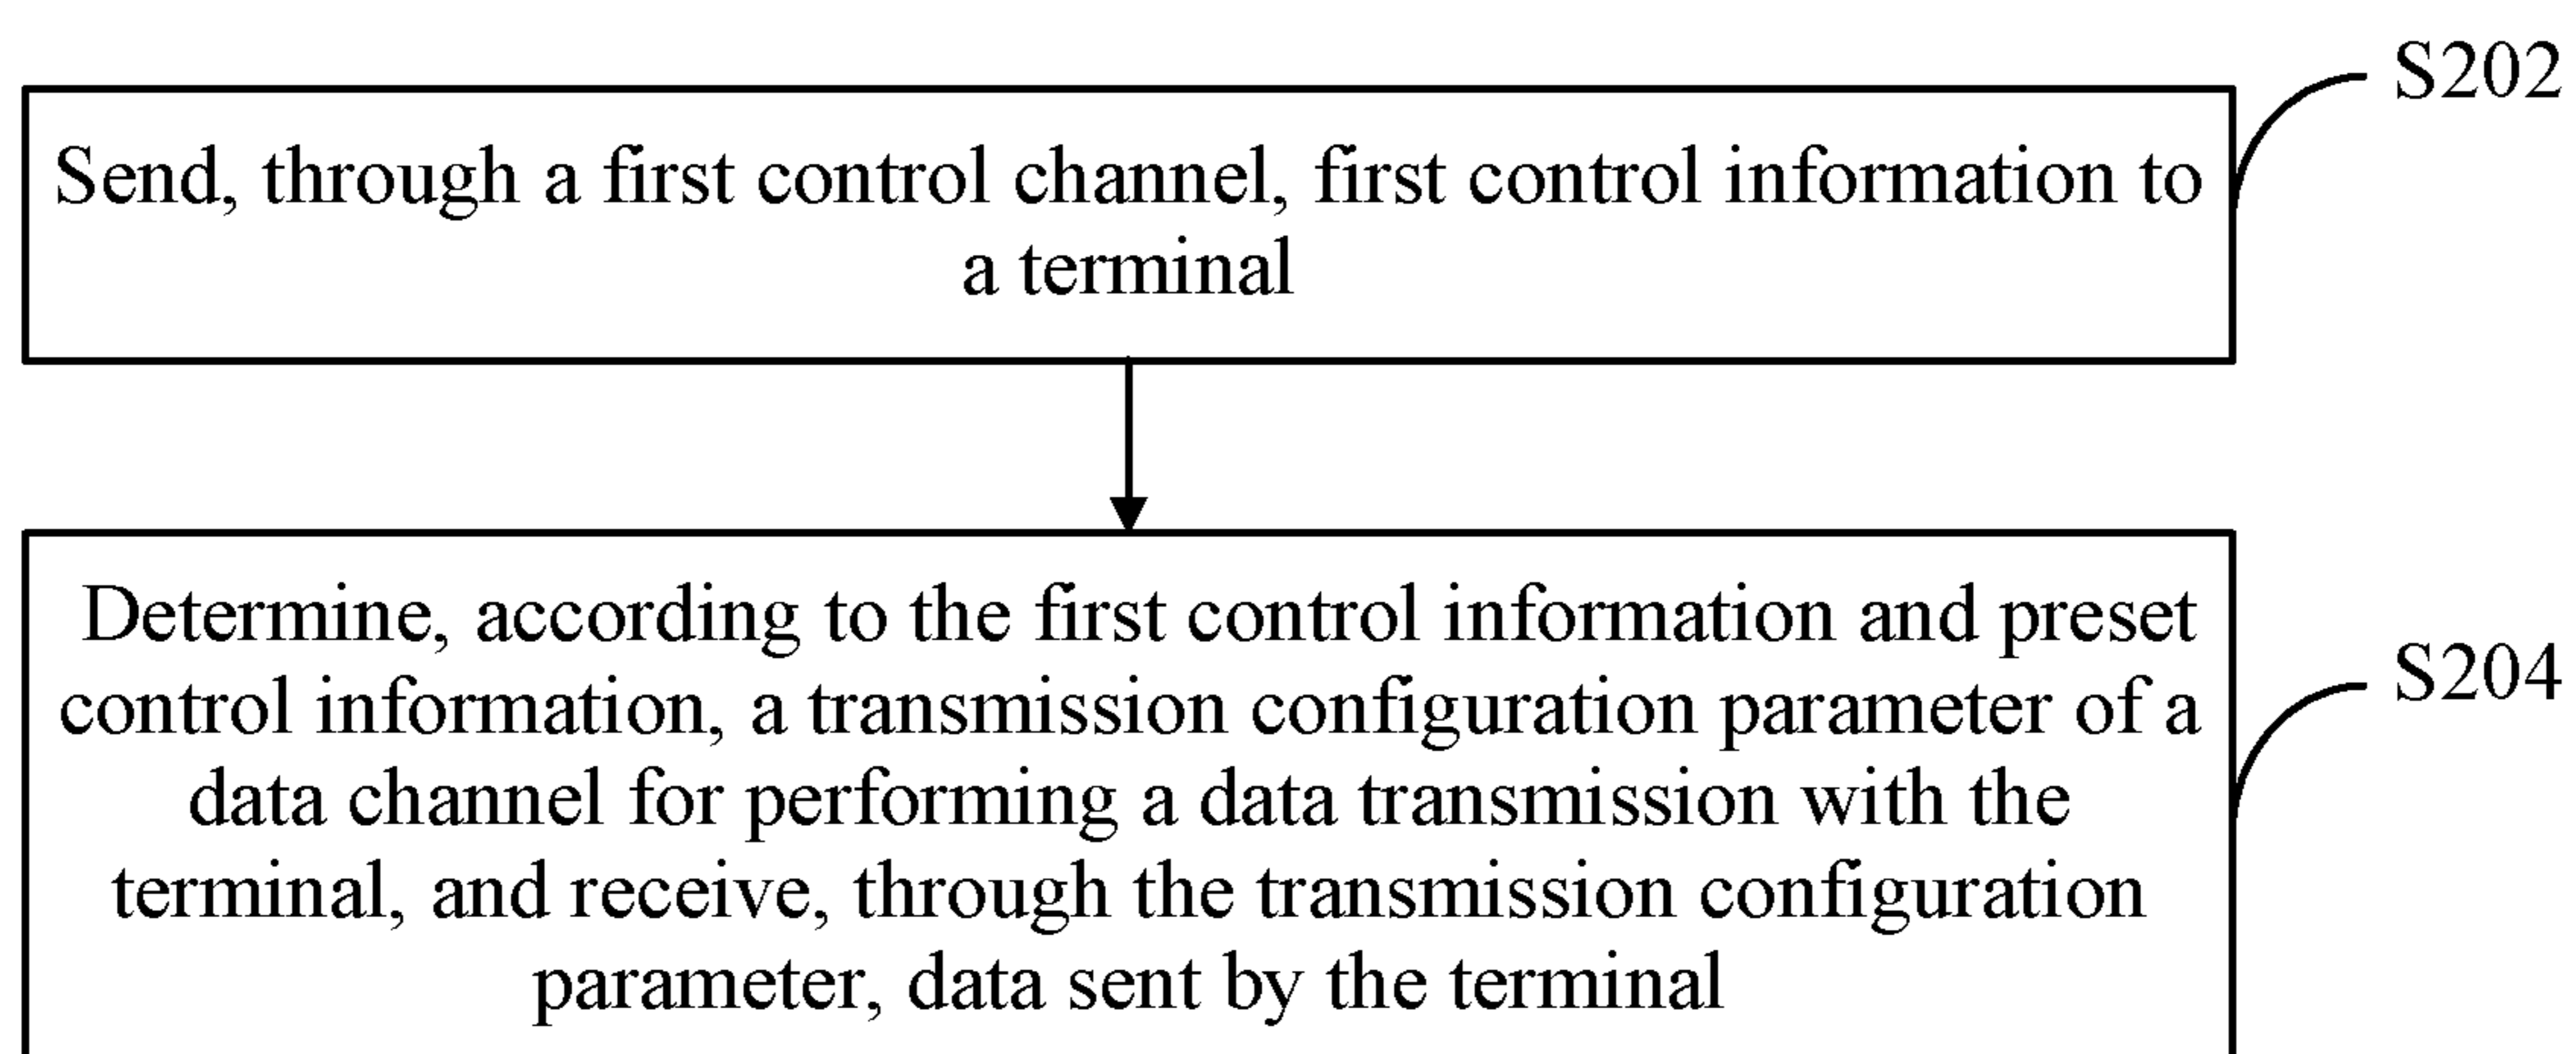 S202
Send, through a first control channel, first control information to
a terminal
Determine, according to the first control information and preset
control information, a transmission configuration parameter of a
data channel for performing a data transmission with the
terminal, and receive, through the transmission configuration
parameter, data sent by the terminal
S204